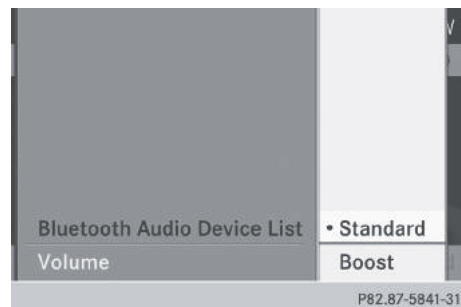 Bluetooth Audio Device List • Standard
Volume Boost
P82.87-5841-31